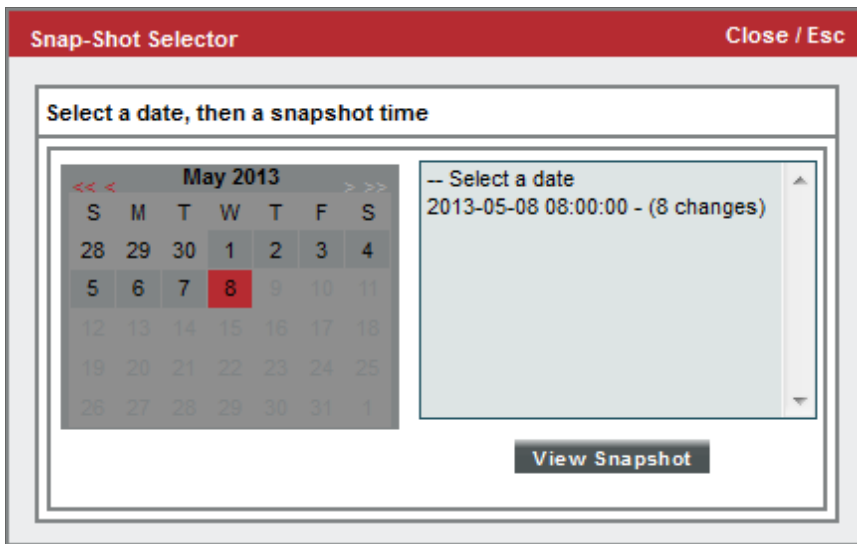 Snap-Shot Selector Close / Esc
Select a date, then a snapshot time
<< < May 2013 > >>
S M T W T F S
28 29 30 1 2 3 4
5 6 7 8 9 10 11
12 13 14 15 16 17 18
19 20 21 22 23 24 25
26 27 28 29 30 31 1
-- Select a date
2013-05-08 08:00:00 - (8 changes)
View Snapshot